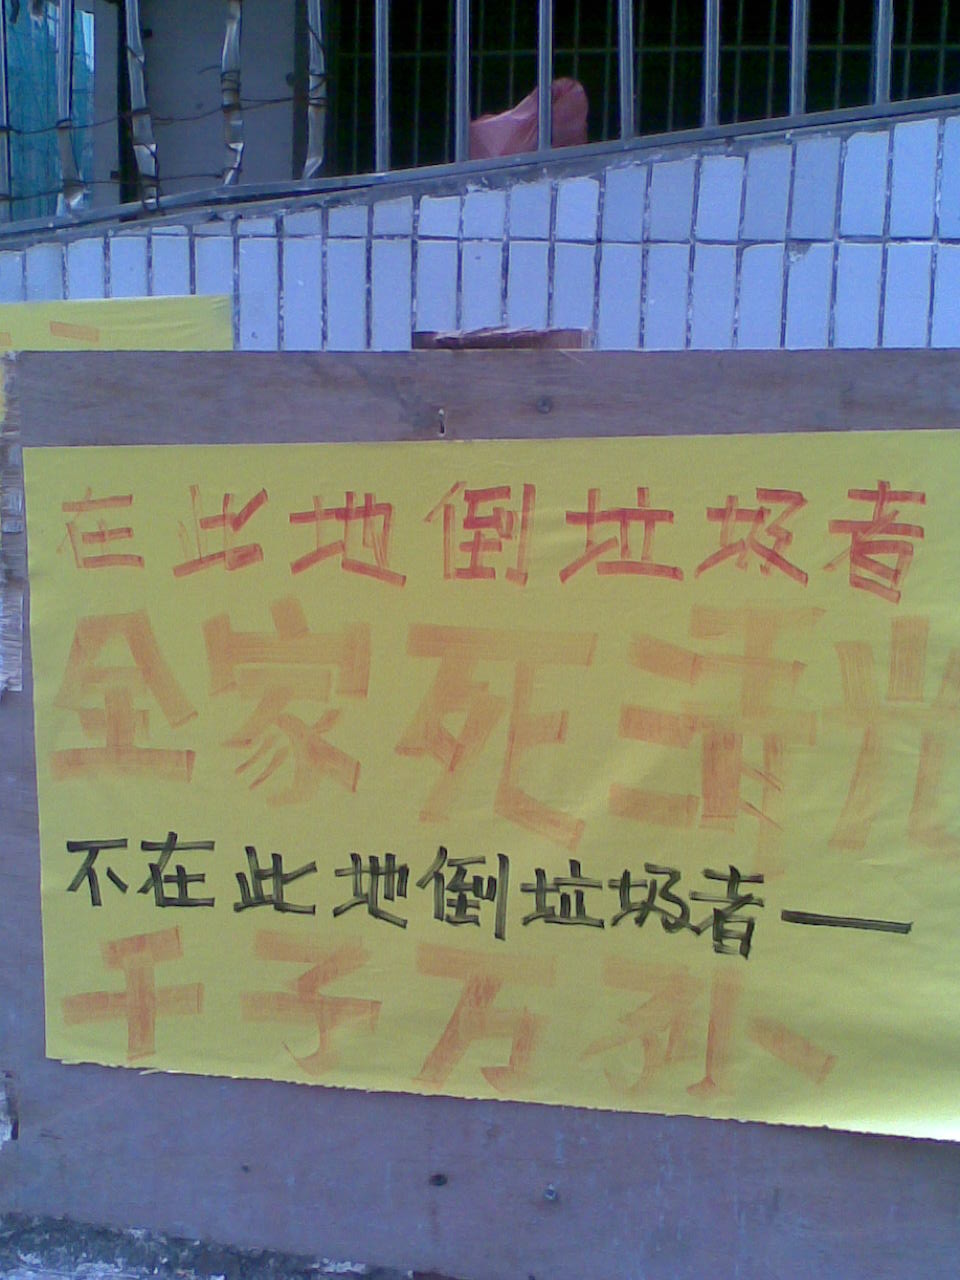 在此地倒垃圾者
全家死清光
不在此地倒垃圾者—
千子万孙